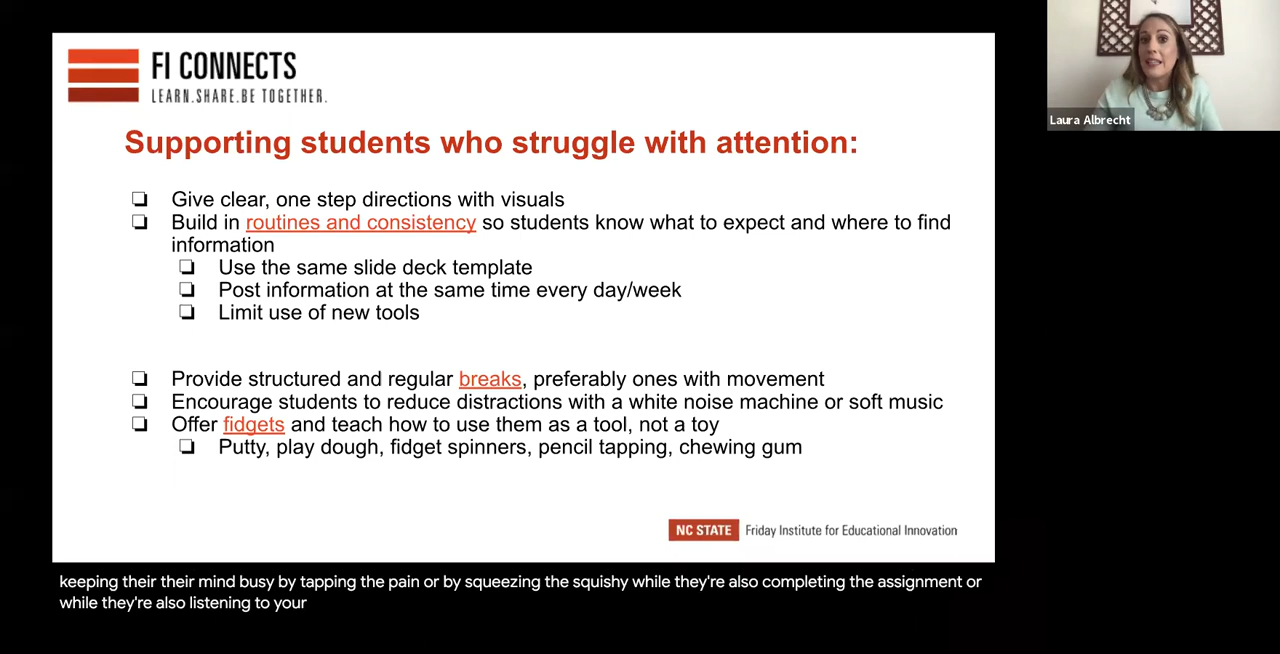 FI CONNECTS
LEARN.SHARE.BE TOGETHER.
Laura Albrecht
Supporting students who struggle with attention:
❏ Give clear, one step directions with visuals
❏ Build in routines and consistency so students know what to expect and where to find
information
❏ Use the same slide deck template
❏ Post information at the same time every day/week
❏ Limit use of new tools
❏ Provide structured and regular breaks, preferably ones with movement
❏ Encourage students to reduce distractions with a white noise machine or soft music
❏ Offer fidgets and teach how to use them as a tool, not a toy
❏ Putty, play dough, fidget spinners, pencil tapping, chewing gum
NC STATE Friday Institute for Educational Innovation
keeping their their mind busy by tapping the pain or by squeezing the squishy while they're also completing the assignment or
while they're also listening to your